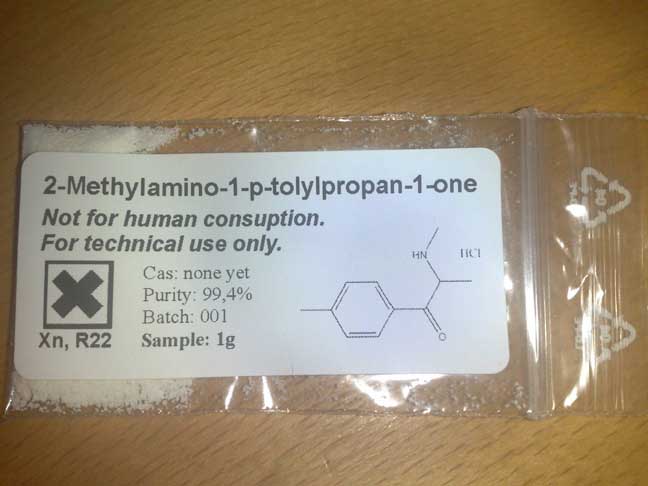 2-Methylamino-1-p-tolylpropan-1-one
Not for human consuption.
For technical use only.
Cas: none yet
Purity: 99,4%
Batch: 001
Xn, R22 Sample: 1g
HN HCl
O